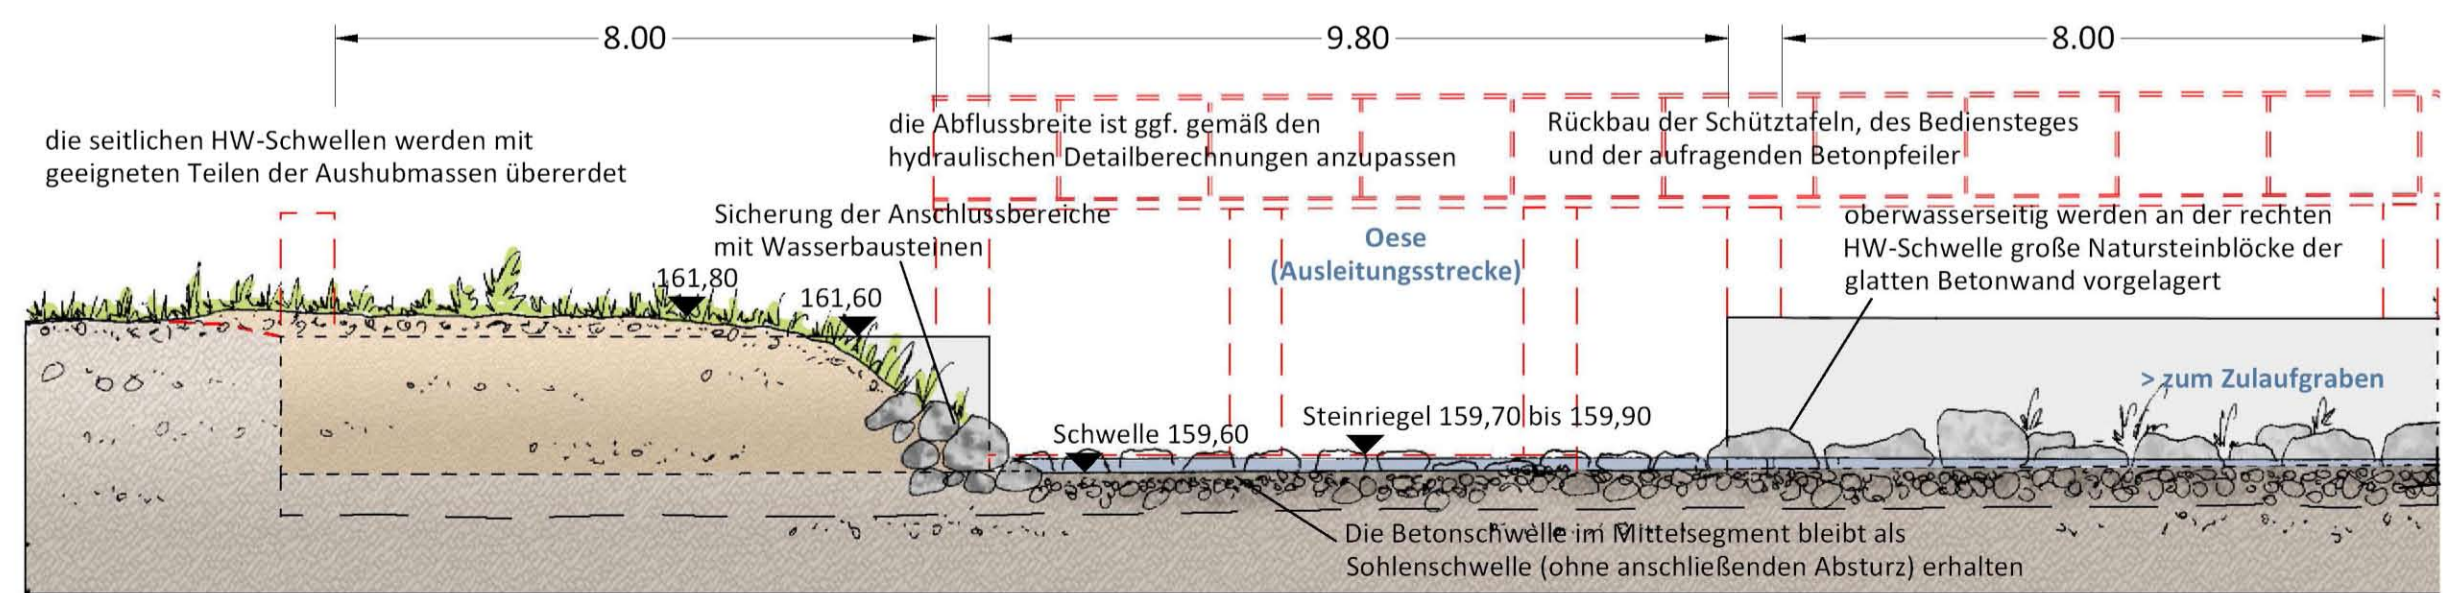 8.00
9.80
8.00
die seitlichen HW-Schwellen werden mit
geeigneten Teilen der Aushubmassen übererdet
die Abflussbreite ist ggf. gemäß den
hydraulischen Detailberechnungen anzupassen
Rückbau der Schütztafeln, des Bediensteges
und der aufragenden Betonpfeiler
Sicherung der Anschlussbereiche
mit Wasserbausteinen
Oese
(Ausleitungsstrecke)
oberwasserseitig werden an der rechten
HW-Schwelle große Natursteinblöcke der
glatten Betonwand vorgelagert
161,80
161,60
> zum Zulaufgraben
Schwelle 159,60
Steinriegel 159,70 bis 159,90
Die Betonschwelle im Mittelsegment bleibt als
Sohlenschwelle (ohne anschließenden Absturz) erhalten